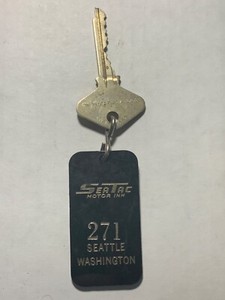 SEATAC
MOTOR INN
271
SEATTLE
WASHINGTON